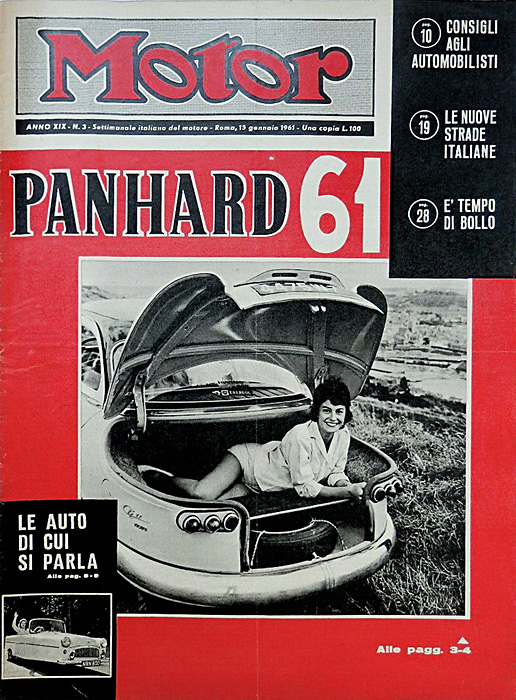 Motor
ANNO XIX - N. 3 - Settimanale italiano del motore - Roma, 15 gennaio 1961 - Una copia L. 100
pag. 10 CONSIGLI
AGLI
AUTOMOBILISTI
pag. 19 LE NUOVE
STRADE
ITALIANE
pag. 28 E' TEMPO
DI BOLLO
PANHARD 61
ENERGOL
LE AUTO
DI CUI
SI PARLA
Alle pag. 8-9
Alle pagg. 3-4